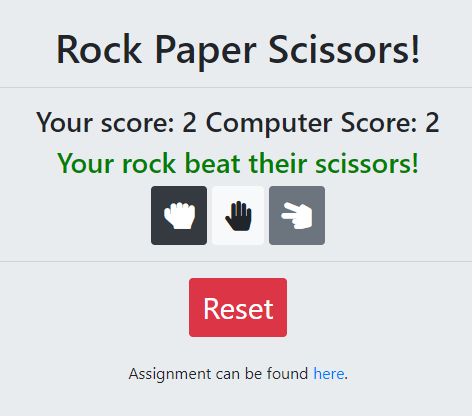 Rock Paper Scissors!
Your score: 2 Computer Score: 2
Your rock beat their scissors!
Reset
Assignment can be found here.